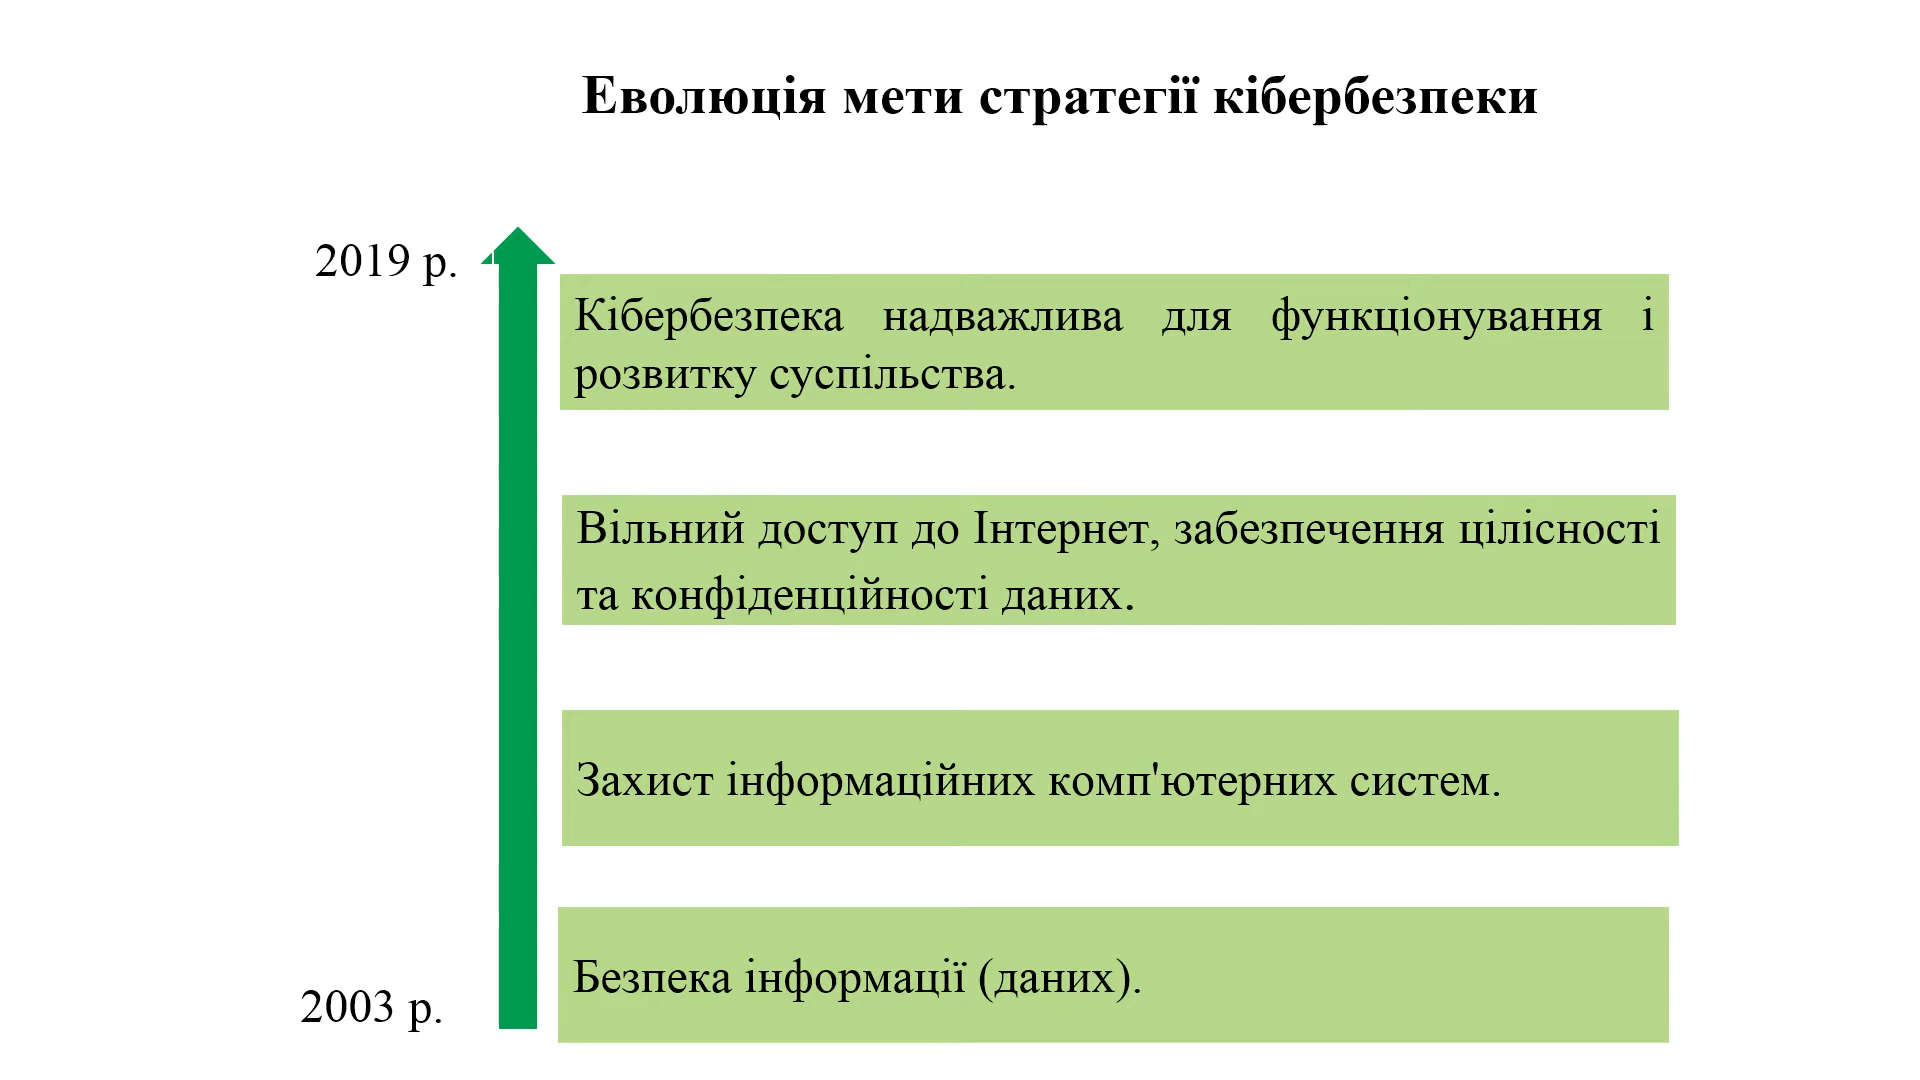 Еволюція мети стратегії кібербезпеки
2019 р.
Кібербезпека надважлива для функціонування і
розвитку суспільства.
Вільний доступ до Інтернет, забезпечення цілісності
та конфіденційності даних.
Захист інформаційних комп'ютерних систем.
Безпека інформації (даних).
2003 р.